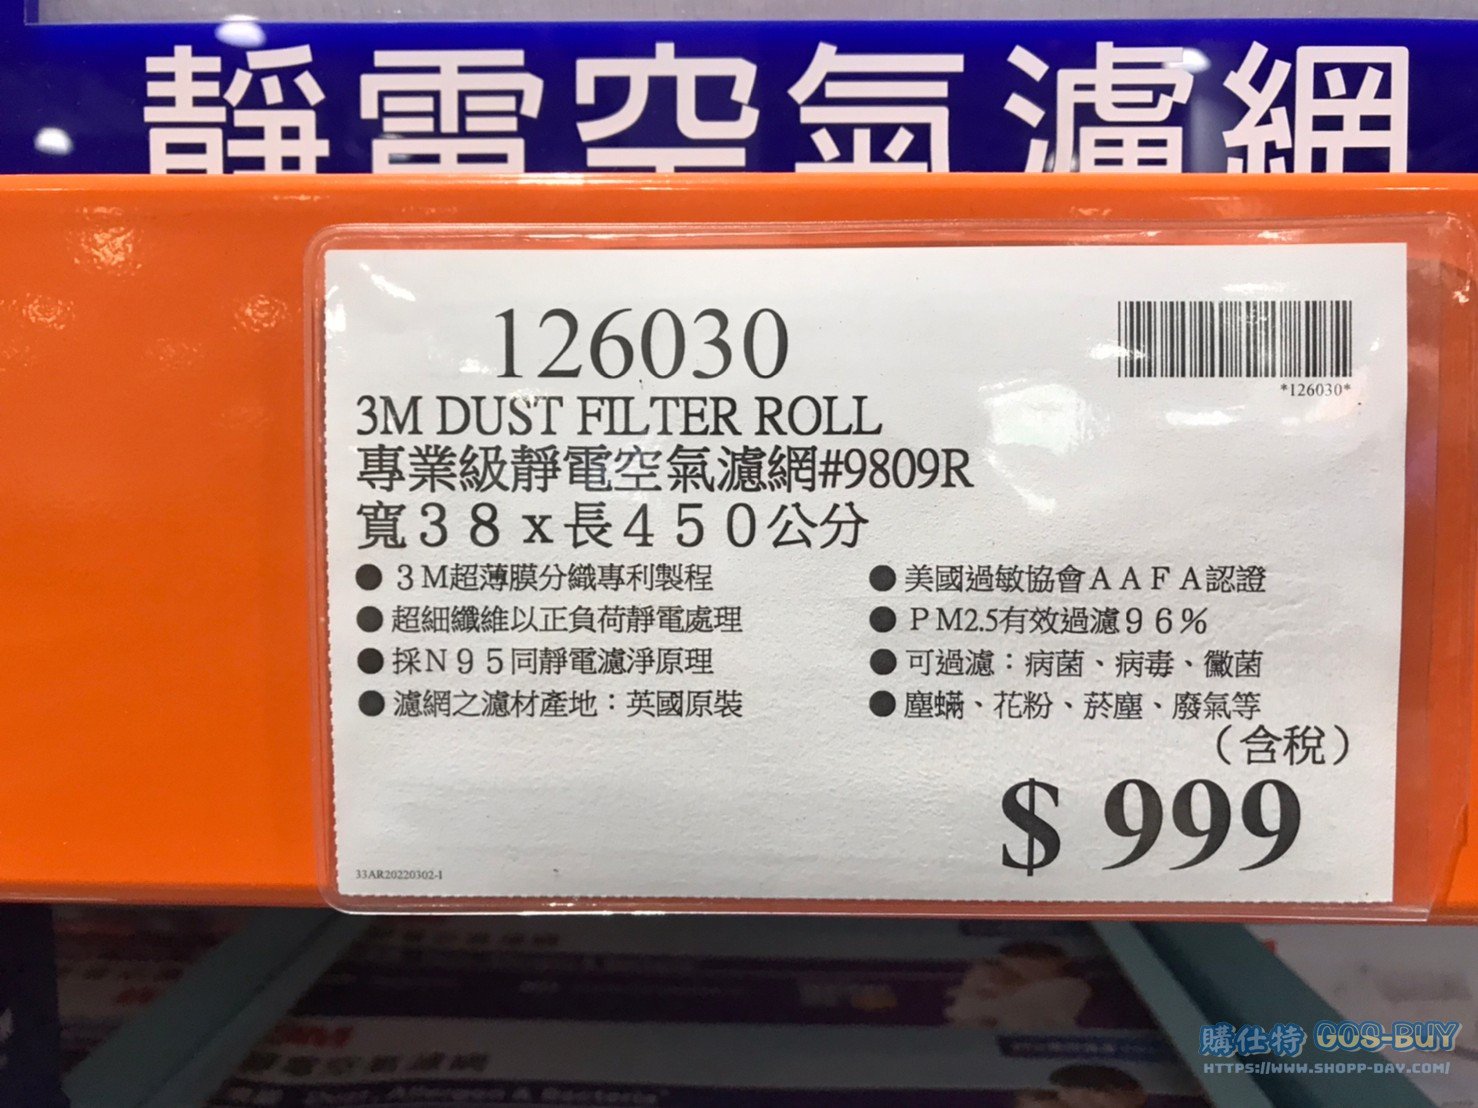 靜電空氣濾網
126030
*126030*
3M DUST FILTER ROLL
專業級靜電空氣濾網#9809R
寬38x長450公分
●3M超薄膜分織專利製程
●超細纖維以正負荷靜電處理
●採N95同靜電濾淨原理
●濾網之濾材產地：英國原裝
●美國過敏協會AAFA認證
●PM2.5有效過濾96%
●可過濾：病菌、病毒、黴菌
●塵蟎、花粉、菸塵、廢氣等
（含稅）
$ 999
33AR20220302-1
購仕特 GOS-BUY
HTTPS://WWW.SHOPP-DAY.COM/